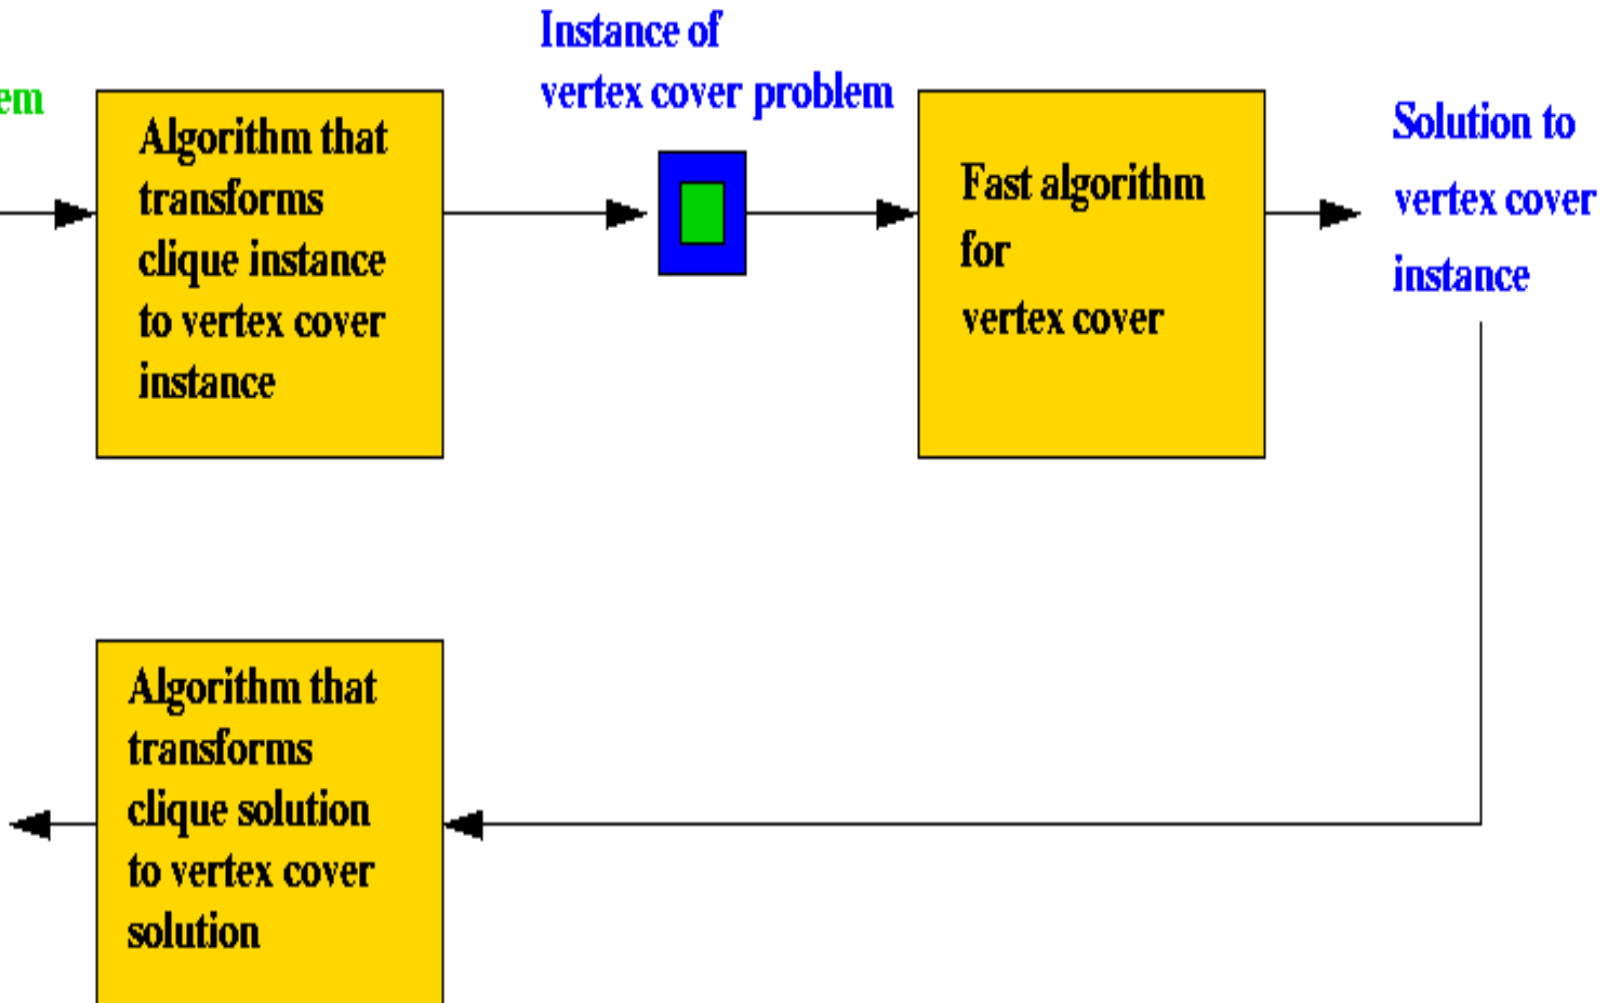 em
Algorithm that
transforms
clique instance
to vertex cover
instance
Instance of
vertex cover problem
Fast algorithm
for
vertex cover
Solution to
vertex cover
instance
Algorithm that
transforms
clique solution
to vertex cover
solution